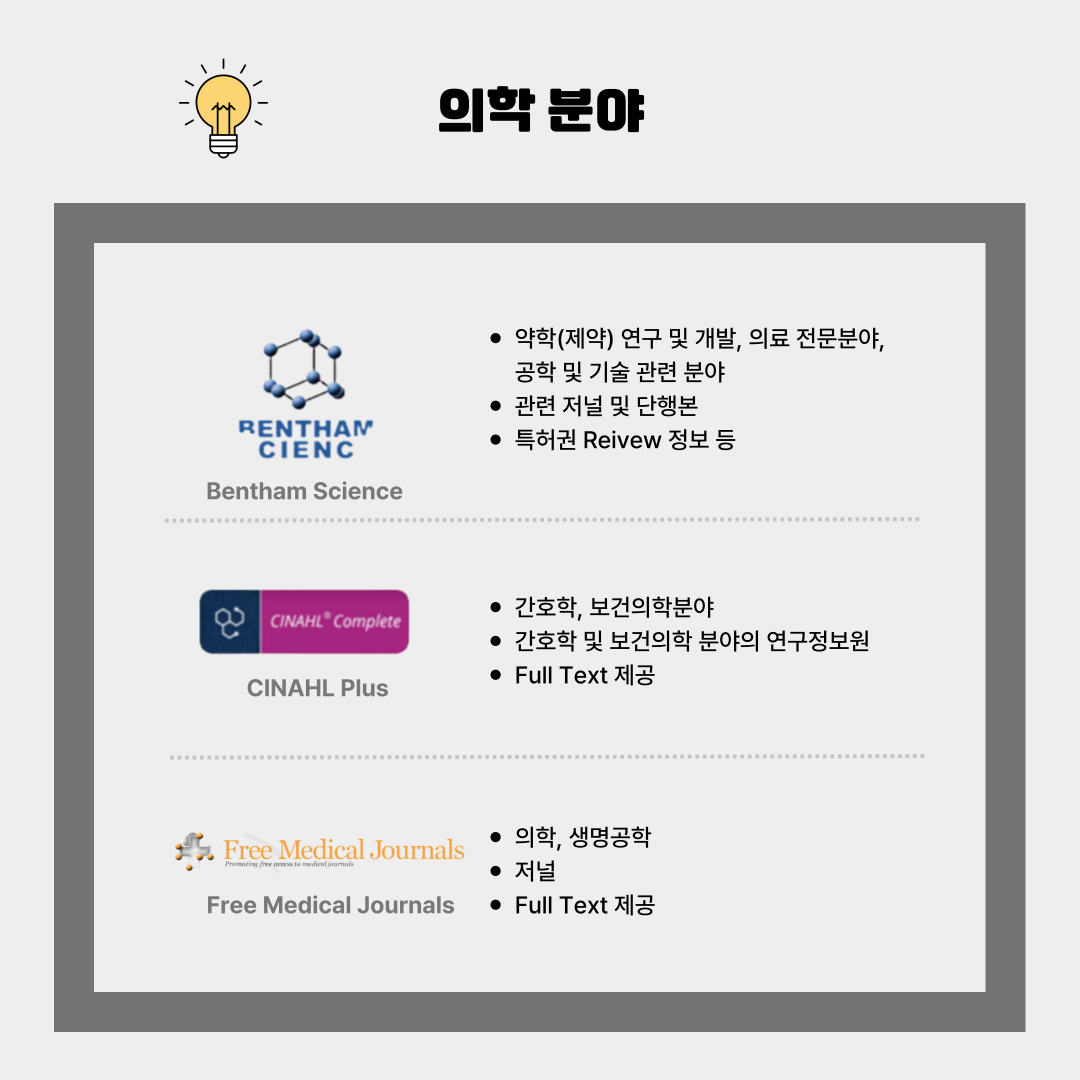 의학 분야
BENTHAM
CIENC
Bentham Science
약학(제약) 연구 및 개발, 의료 전문분야,
공학 및 기술 관련 분야
관련 저널 및 단행본
특허권 Reivew 정보 등
CINAHL® Complete
CINAHL Plus
간호학, 보건의학분야
간호학 및 보건의학 분야의 연구정보원
Full Text 제공
Free Medical Journals
Promoting free access to medical journals
Free Medical Journals
의학, 생명공학
저널
Full Text 제공